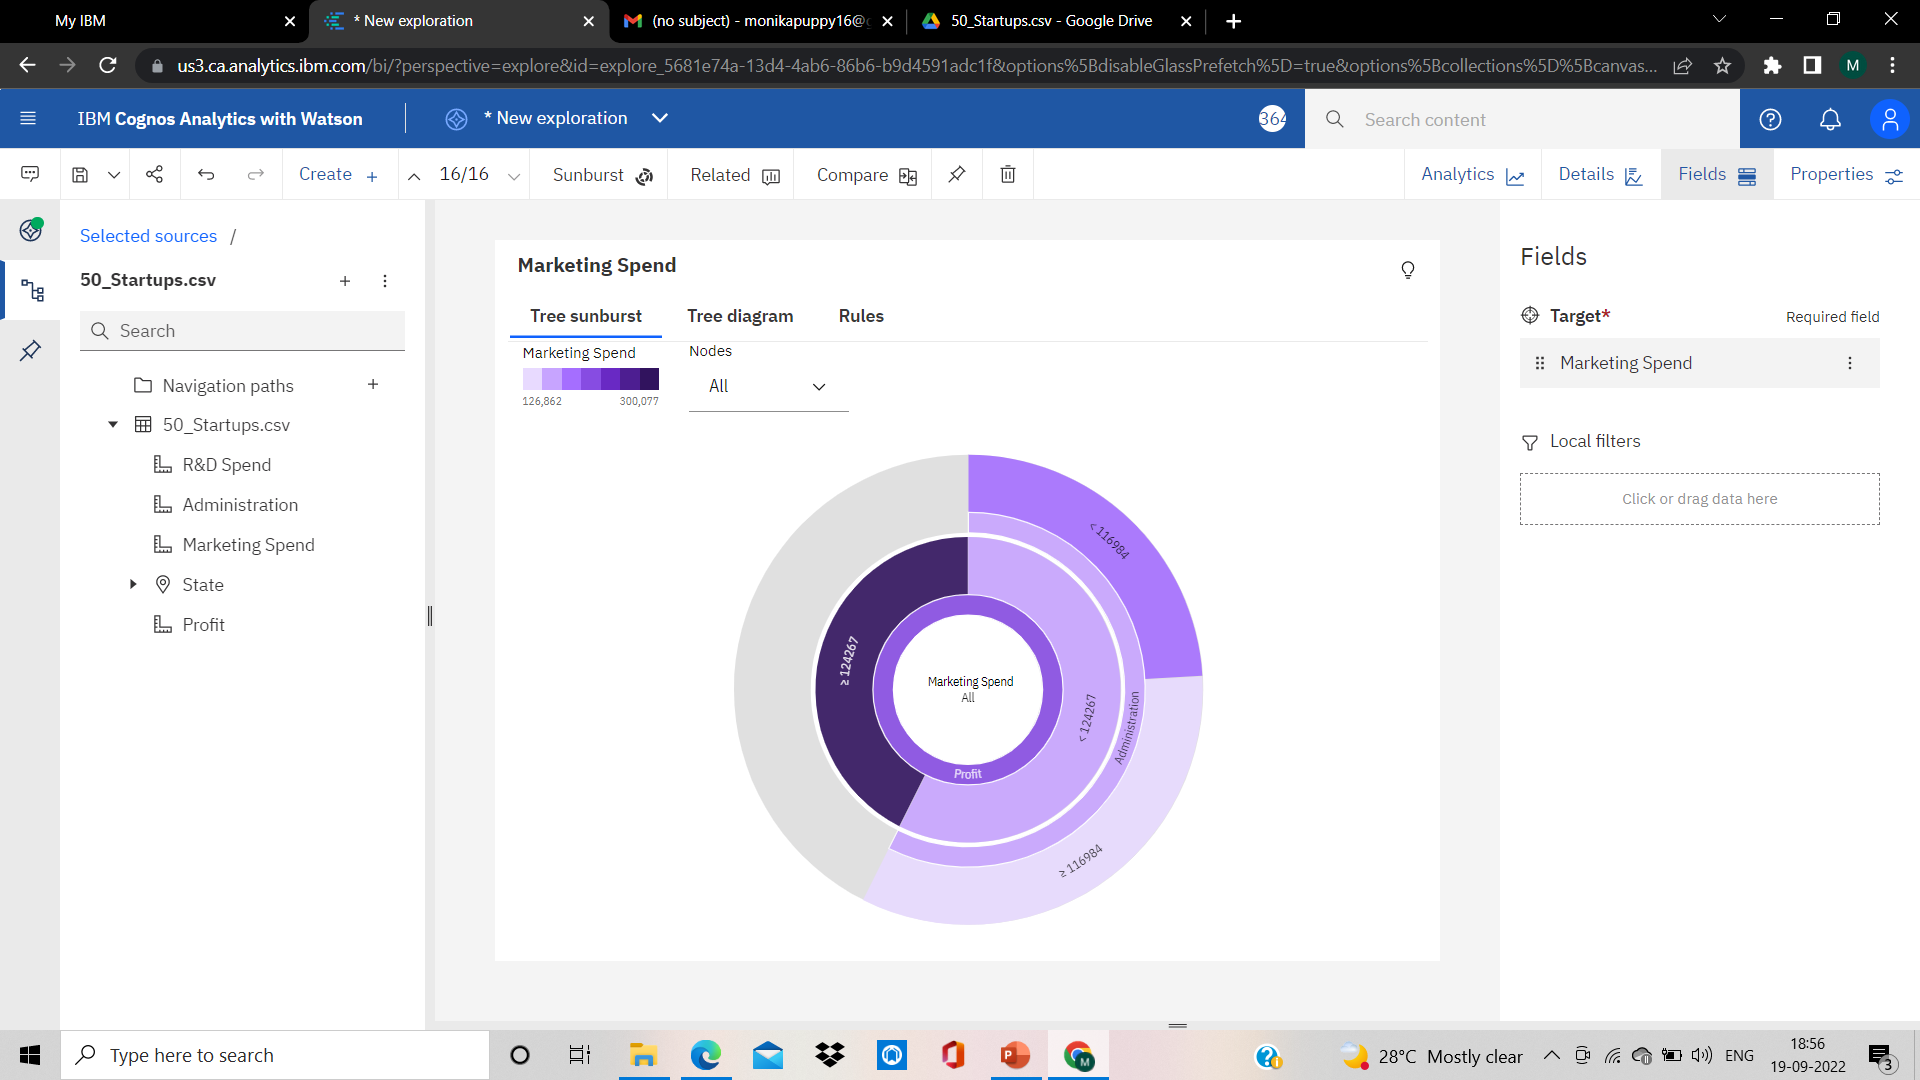 My IBM
* New exploration
(no subject) - monikapuppy16@
50_Startups.csv - Google Drive
us3.ca.analytics.ibm.com/bi/?perspective=explore&id=explore_5681e74a-13d4-4ab6-86b6-b9d4591adc1f&options%5BdisableGlassPrefetch%5D=true&options%5Bcollections%5D%5Bcanvas...
M
IBM Cognos Analytics with Watson
* New exploration
364
Search content
Create +
16/16
Sunburst
Related
Compare
Analytics
Details
Fields
Properties
Selected sources /
50_Startups.csv
Search
Navigation paths
50_Startups.csv
R&D Spend
Administration
Marketing Spend
State
Profit
Marketing Spend
Tree sunburst
Tree diagram
Rules
Marketing Spend
126,862
300,077
Nodes
All
< 116984
≥ 124267
Marketing Spend
All
< 124267
Administration
Profit
≥ 116984
Fields
Target*
Required field
Marketing Spend
Local filters
Click or drag data here
Type here to search
P
M
28°C Mostly clear
ENG
18:56
19-09-2022
3